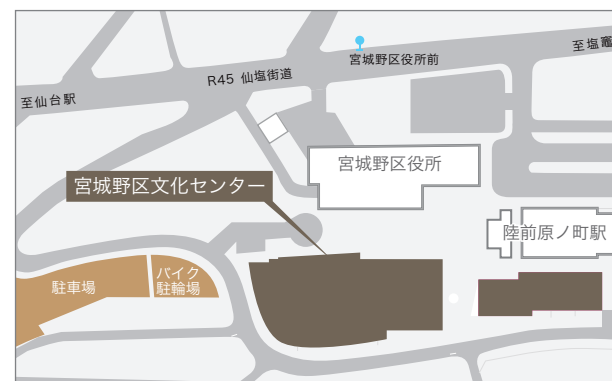 至塩竈
宮城野区役所前
R45 仙塩街道
至仙台駅
宮城野区役所
宮城野区文化センター
陸前原ノ町駅
駐車場
バイク
駐輪場